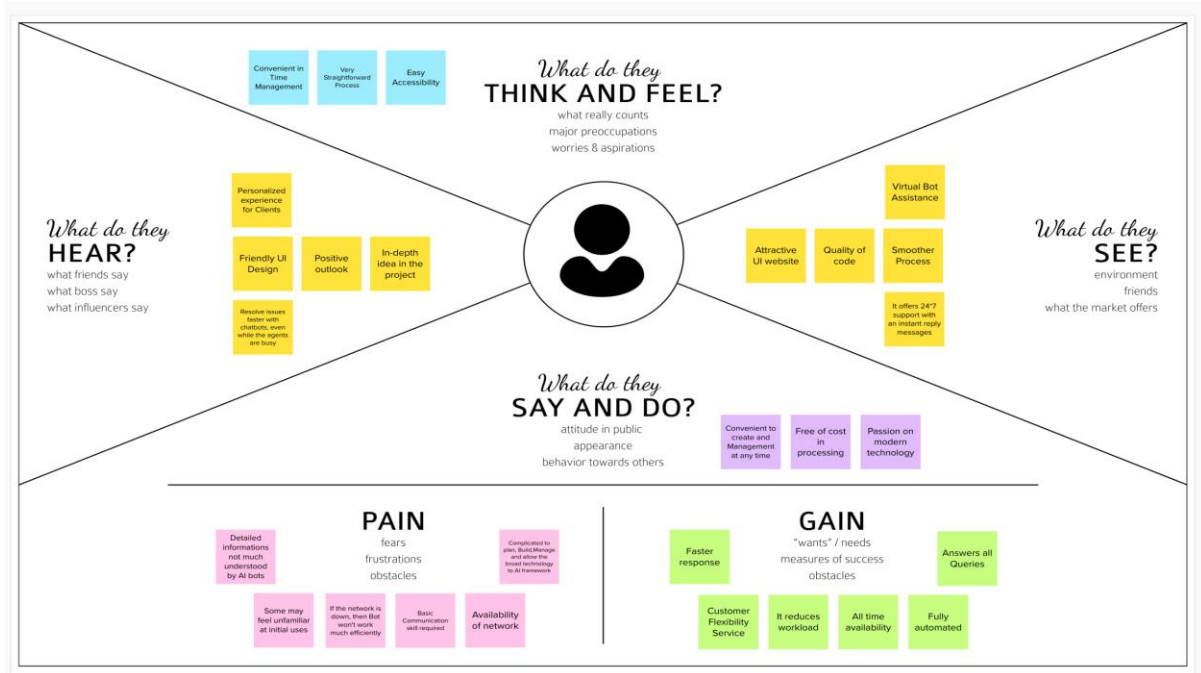 Convenient in
Time
Management
Very
Straightforward
Process
Easy
Accessibility
What do they
THINK AND FEEL?
what really counts
major preoccupations
worries & aspirations
What do they
HEAR?
what friends say
what boss say
what influencers say
Personalized
experience
for Clients
Friendly UI
Design
Positive
outlook
In-depth
idea in the
project
Resolve issues
faster with
chatbots, even
while the agents
are busy
Virtual Bot
Assistance
Attractive
UI website
Quality of
code
Smoother
Process
It offers 24*7
support with
an instant reply
messages
What do they
SEE?
environment
friends
what the market offers
What do they
SAY AND DO?
attitude in public
appearance
behavior towards others
Convenient to
create and
Management
at any time
Free of cost
in
processing
Passion on
modern
technology
PAIN
fears
frustrations
obstacles
Detailed
informations
not much
understood
by AI bots
Complicated to
plan, Build,Manage
and allow the
broad technology
to AI framework
Some may
feel unfamiliar
at initial uses
If the network is
down, then Bot
won't work
much efficiently
Basic
Communication
skill required
Availability
of network
GAIN
"wants" / needs
measures of success
obstacles
Faster
response
Answers all
Queries
Customer
Flexibility
Service
It reduces
workload
All time
availability
Fully
automated